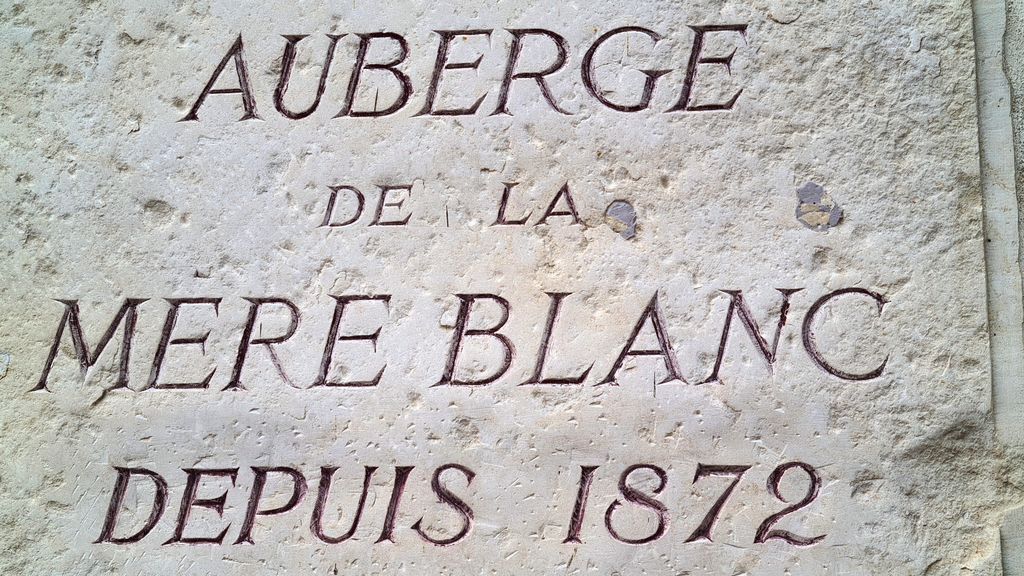 AUBERGE
DE LA
MÈRE BLANC
DEPUIS 1872